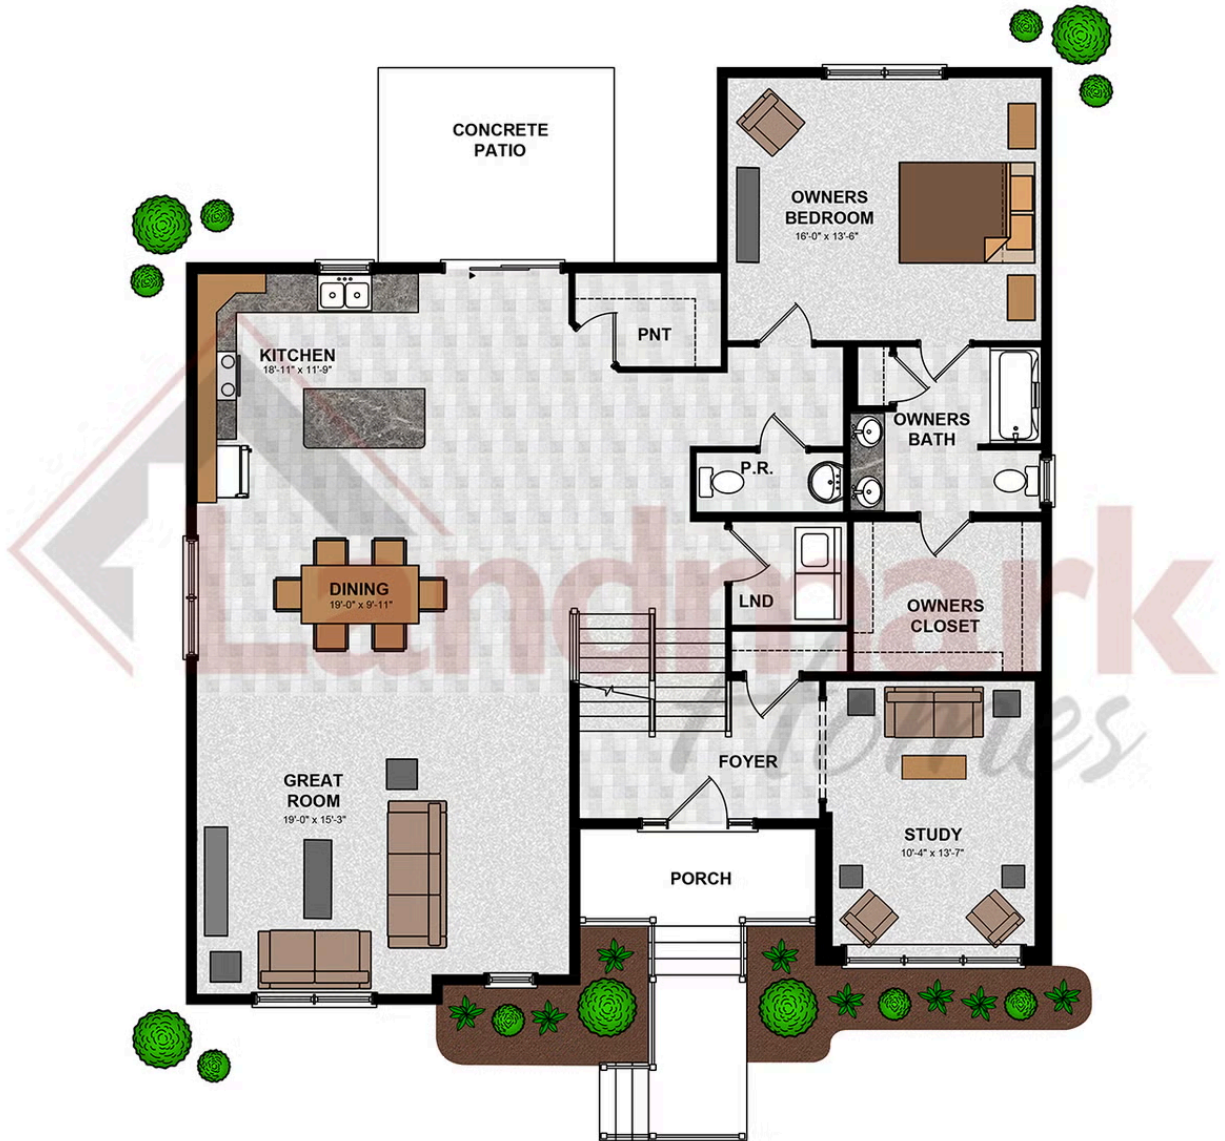 CONCRETE
PATIO
OWNERS
BEDROOM
16'-0" x 13'-6"
PNT
KITCHEN
18'-11" x 11'-9"
OWNERS
BATH
P.R.
DINING
19'-0" x 9'-11"
LND
OWNERS
CLOSET
Landmark
Homes
FOYER
GREAT
ROOM
19'-0" x 15'-3"
STUDY
10'-4" x 13'-7"
PORCH